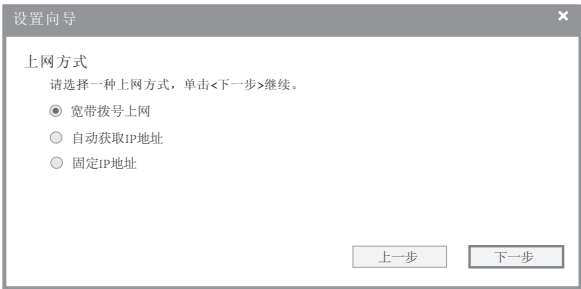 设置向导
上网方式
请选择一种上网方式，单击<下一步>继续。
宽带拨号上网
自动获取IP地址
固定IP地址
上一步 下一步